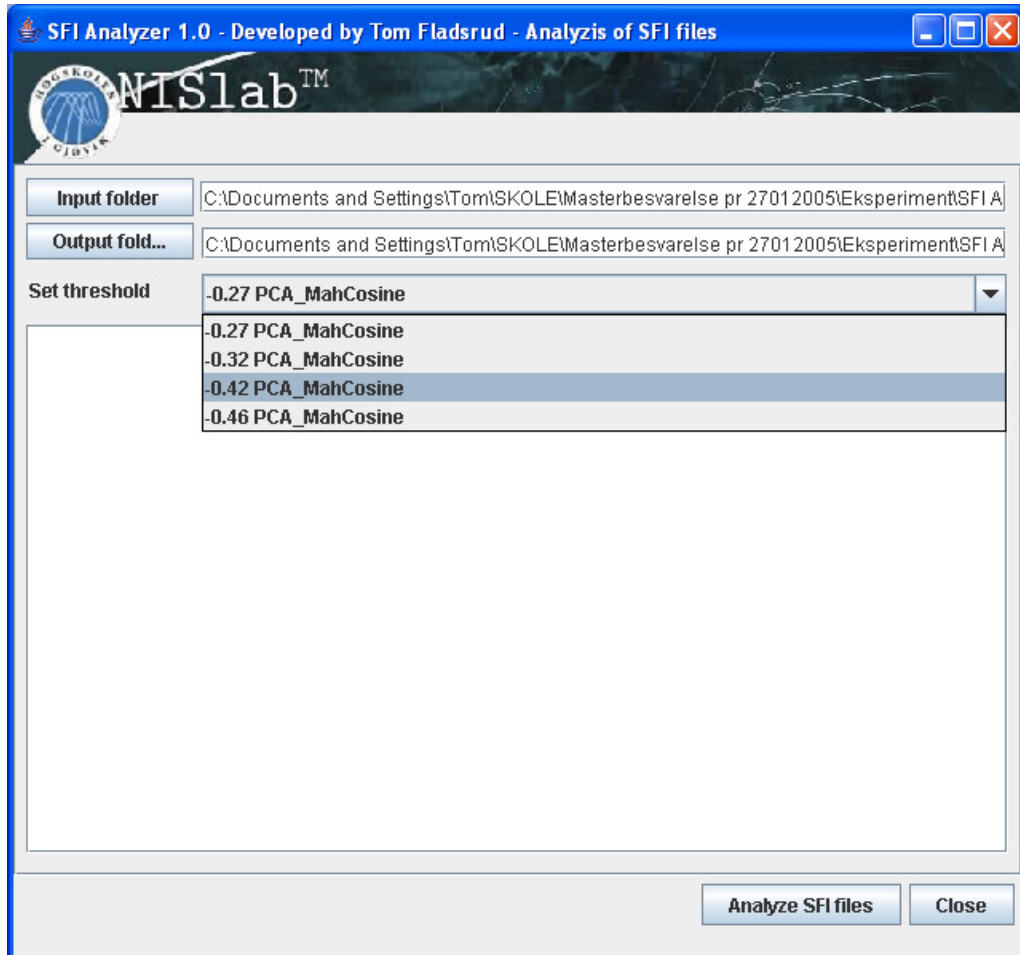 SFI Analyzer 1.0 - Developed by Tom Fladsrud - Analyzis of SFI files
HØGSKOLEN
NISlab™
I GJØVIK
Input folder C:\Documents and Settings\Tom\SKOLE\Masterbesvarelse pr 27012005\Eksperiment\SFI A
Output fold... C:\Documents and Settings\Tom\SKOLE\Masterbesvarelse pr 27012005\Eksperiment\SFI A
Set threshold -0.27 PCA_MahCosine
-0.27 PCA_MahCosine
-0.32 PCA_MahCosine
-0.42 PCA_MahCosine
-0.46 PCA_MahCosine
Analyze SFI files Close